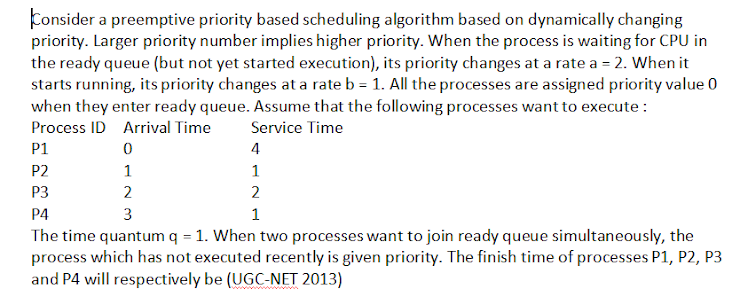 Consider a preemptive priority based scheduling algorithm based on dynamically changing
priority. Larger priority number implies higher priority. When the process is waiting for CPU in
the ready queue (but not yet started execution), its priority changes at a rate a = 2. When it
starts running, its priority changes at a rate b = 1. All the processes are assigned priority value 0
when they enter ready queue. Assume that the following processes want to execute :
Process ID Arrival Time Service Time
P1 0 4
P2 1 1
P3 2 2
P4 3 1
The time quantum q = 1. When two processes want to join ready queue simultaneously, the
process which has not executed recently is given priority. The finish time of processes P1, P2, P3
and P4 will respectively be (UGC-NET 2013)